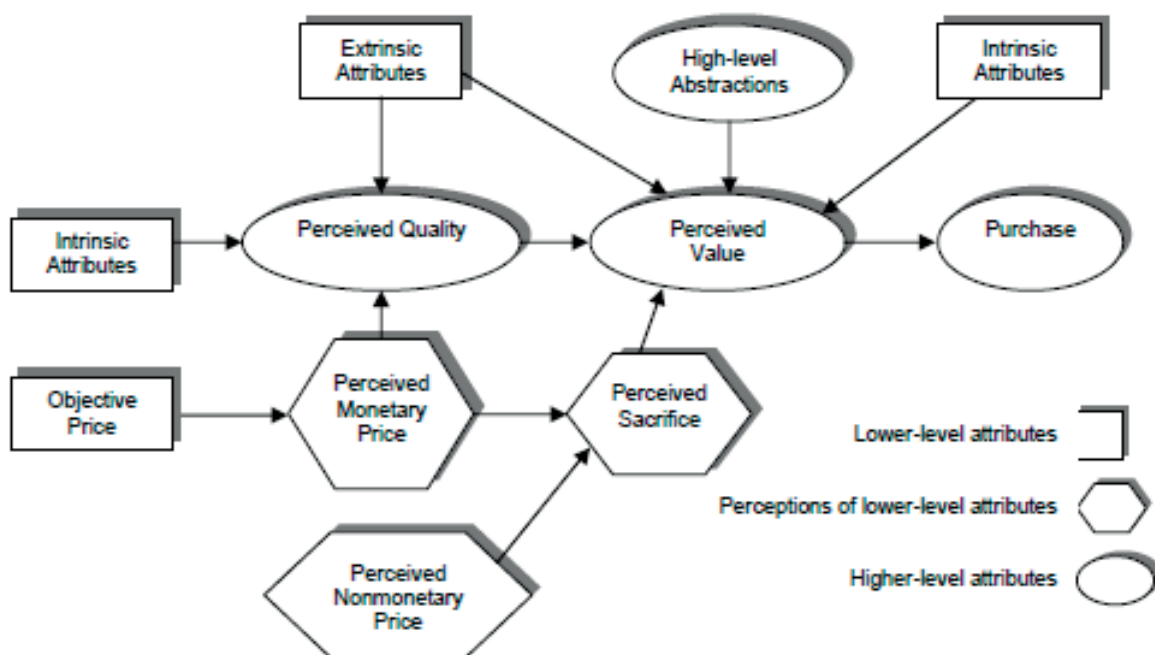 Extrinsic
Attributes
High-level
Abstractions
Intrinsic
Attributes
Intrinsic
Attributes
Perceived Quality
Perceived
Value
Purchase
Objective
Price
Perceived
Monetary
Price
Perceived
Sacrifice
Perceived
Nonmonetary
Price
Lower-level attributes
Perceptions of lower-level attributes
Higher-level attributes